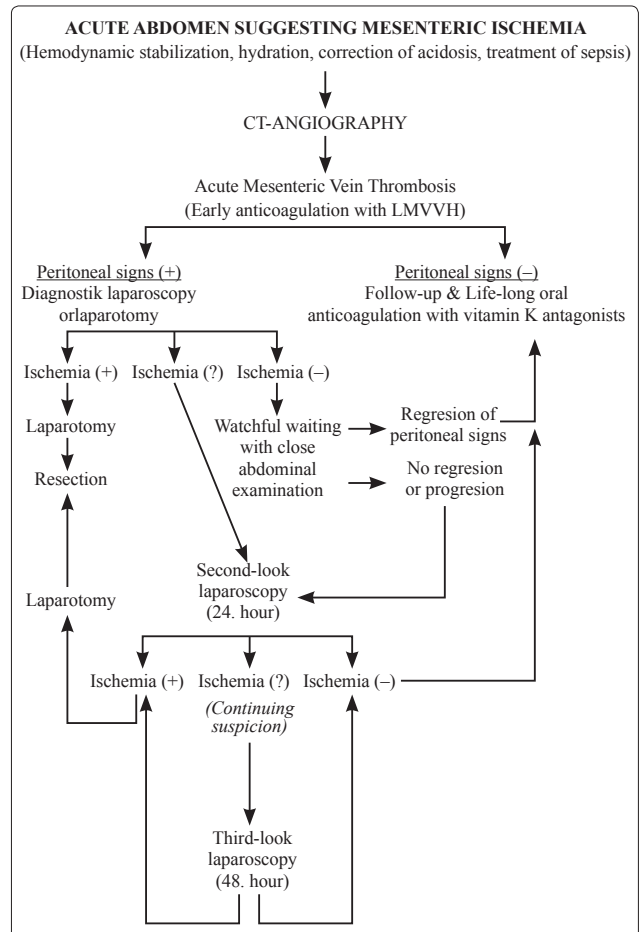 ACUTE ABDOMEN SUGGESTING MESENTERIC ISCHEMIA
(Hemodynamic stabilization, hydration, correction of acidosis, treatment of sepsis)
CT-ANGIOGRAPHY
Acute Mesenteric Vein Thrombosis
(Early anticoagulation with LMVVH)
Peritoneal signs (+)
Diagnostik laparoscopy
orlaparotomy
Peritoneal signs (–)
Follow-up & Life-long oral
anticoagulation with vitamin K antagonists
Ischemia (+)
Ischemia (?)
Ischemia (–)
Laparotomy
Resection
Watchful waiting
with close
abdominal
examination
Regresion of
peritoneal signs
No regresion
or progresion
Second-look
laparoscopy
(24. hour)
Laparotomy
Ischemia (+)
Ischemia (?)
(Continuing
suspicion)
Ischemia (–)
Third-look
laparoscopy
(48. hour)